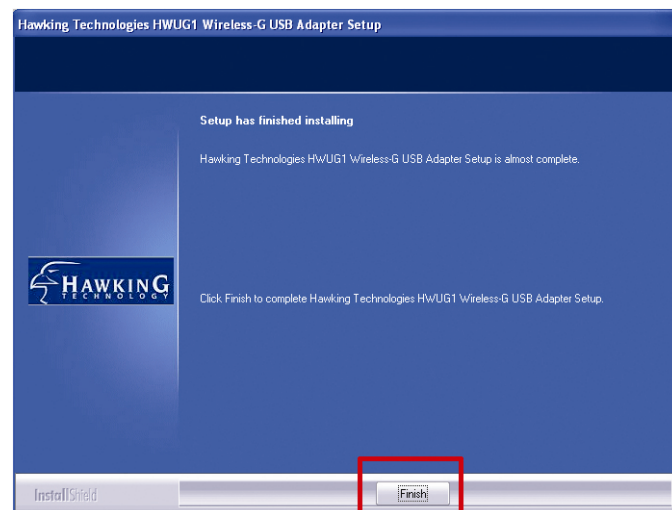 Hawking Technologies HWUG1 Wireless-G USB Adapter Setup
Setup has finished installing
Hawking Technologies HWUG1 Wireless-G USB Adapter Setup is almost complete.
HAWKING
TECHNOLOGY
Click Finish to complete Hawking Technologies HWUG1 Wireless-G USB Adapter Setup.
InstallShield
Finish